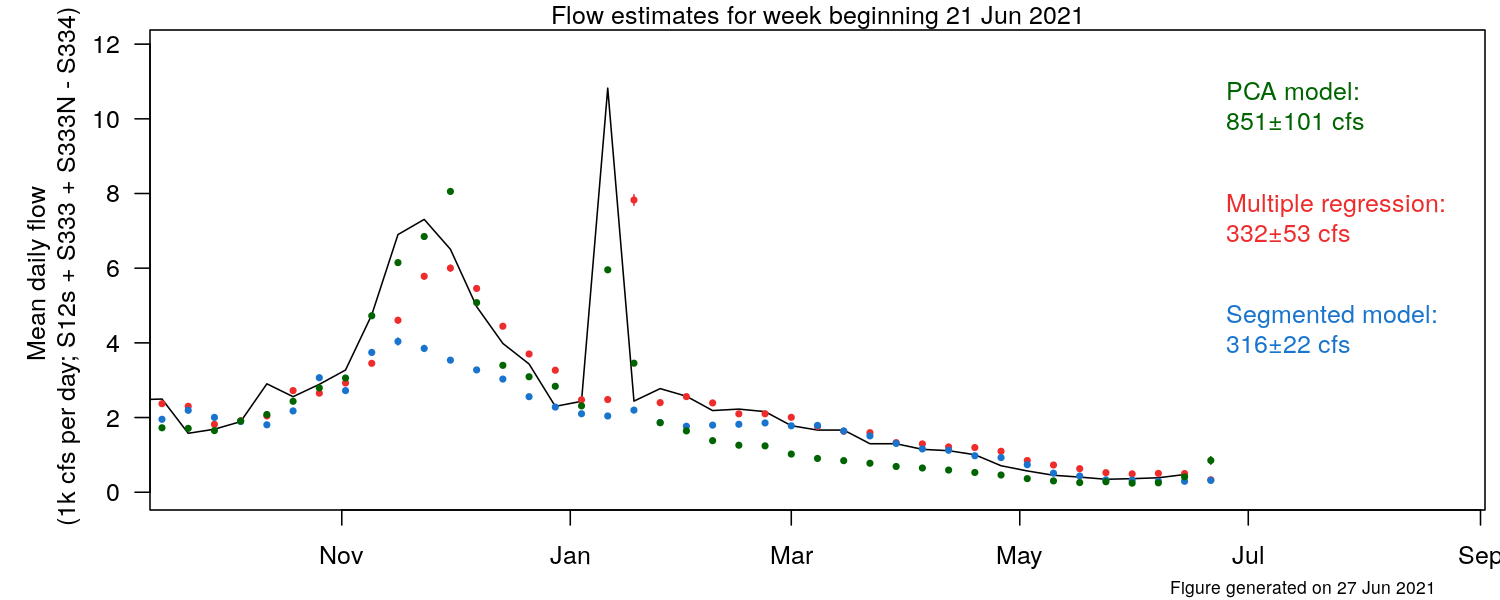 Flow estimates for week beginning 21 Jun 2021
Mean daily flow
(1k cfs per day; S12s + S333 + S333N - S334)
12
10
8
6
4
2
0
PCA model:
851±101 cfs
Multiple regression:
332±53 cfs
Segmented model:
316±22 cfs
Nov Jan Mar May Jul Sep
Figure generated on 27 Jun 2021